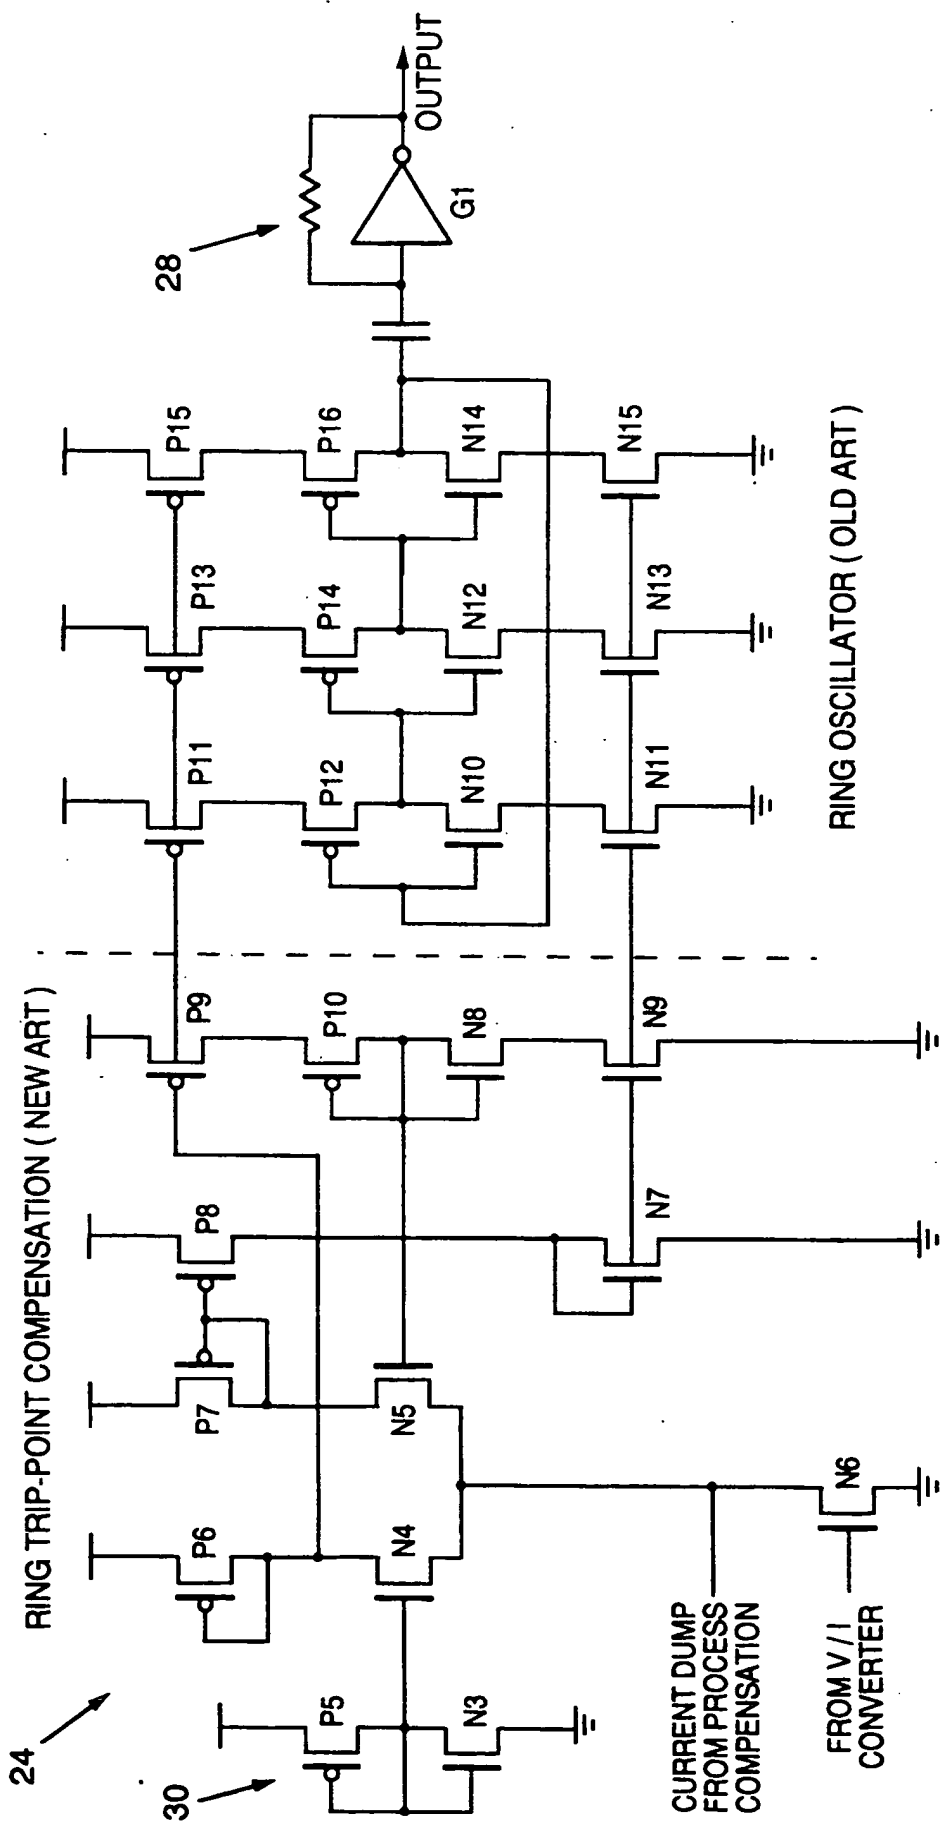 24
RING TRIP-POINT COMPENSATION ( NEW ART )
30
P5
N3
P6
N4
P7
N5
P8
N7
P9
P10
N8
N9
CURRENT DUMP
FROM PROCESS
COMPENSATION
FROM V / I
CONVERTER
N6
P11
P12
N10
N11
P13
P14
N12
N13
P15
P16
N14
N15
RING OSCILLATOR ( OLD ART )
28
G1
OUTPUT